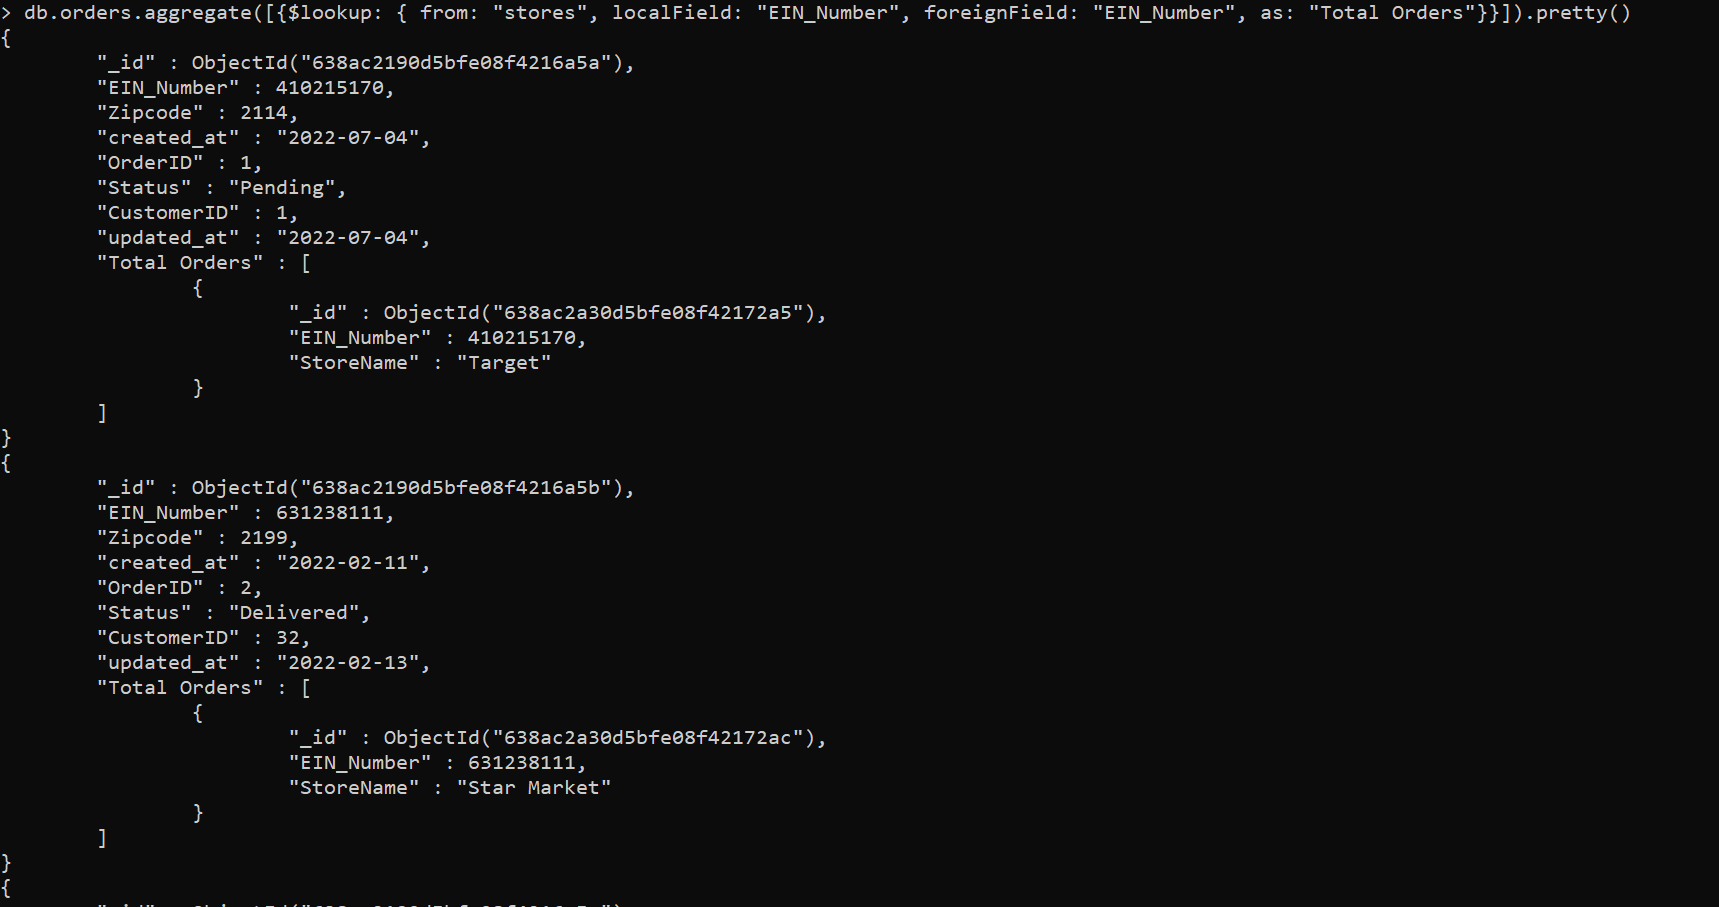 > db.orders.aggregate([{$lookup: { from: "stores", localField: "EIN_Number", foreignField: "EIN_Number", as: "Total Orders"}}]).pretty()
{
"_id" : ObjectId("638ac2190d5bfe08f4216a5a"),
"EIN_Number" : 410215170,
"Zipcode" : 2114,
"created_at" : "2022-07-04",
"OrderID" : 1,
"Status" : "Pending",
"CustomerID" : 1,
"updated_at" : "2022-07-04",
"Total Orders" : [
{
"_id" : ObjectId("638ac2a30d5bfe08f42172a5"),
"EIN_Number" : 410215170,
"StoreName" : "Target"
}
]
}
{
"_id" : ObjectId("638ac2190d5bfe08f4216a5b"),
"EIN_Number" : 631238111,
"Zipcode" : 2199,
"created_at" : "2022-02-11",
"OrderID" : 2,
"Status" : "Delivered",
"CustomerID" : 32,
"updated_at" : "2022-02-13",
"Total Orders" : [
{
"_id" : ObjectId("638ac2a30d5bfe08f42172ac"),
"EIN_Number" : 631238111,
"StoreName" : "Star Market"
}
]
}
{